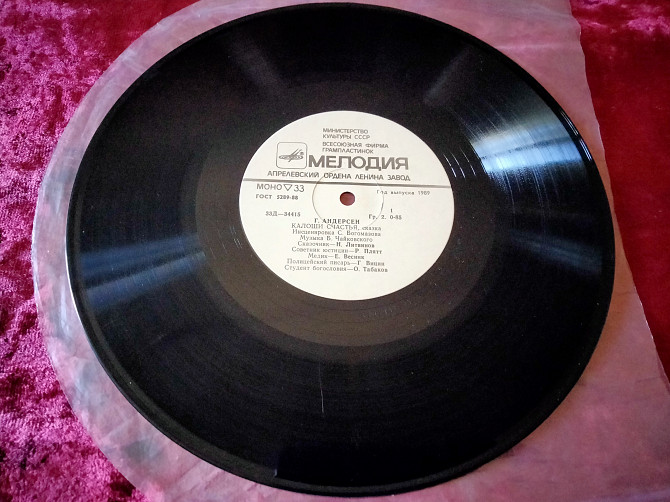 МИНИСТЕРСТВО
КУЛЬТУРЫ СССР
ВСЕСОЮЗНАЯ ФИРМА
ГРАМПЛАСТИНОК
МЕЛОДИЯ
АПРЕЛЕВСКИЙ ОРДЕНА ЛЕНИНА ЗАВОД
МОНО ▽ 33
Год выпуска 1989
ГОСТ 5289-88
1
33Д—34415
Гр. 2. 0-85
Г. АНДЕРСЕН
КАЛОШИ СЧАСТЬЯ, сказка
Инсценировка С. Богомазова
Музыка Б. Чайковского
Сказочник—Н. Литвинов
Советник юстиции—Р. Плятт
Медик—Е. Весник
Полицейский писарь—Г. Вицин
Студент богословия—О. Табаков